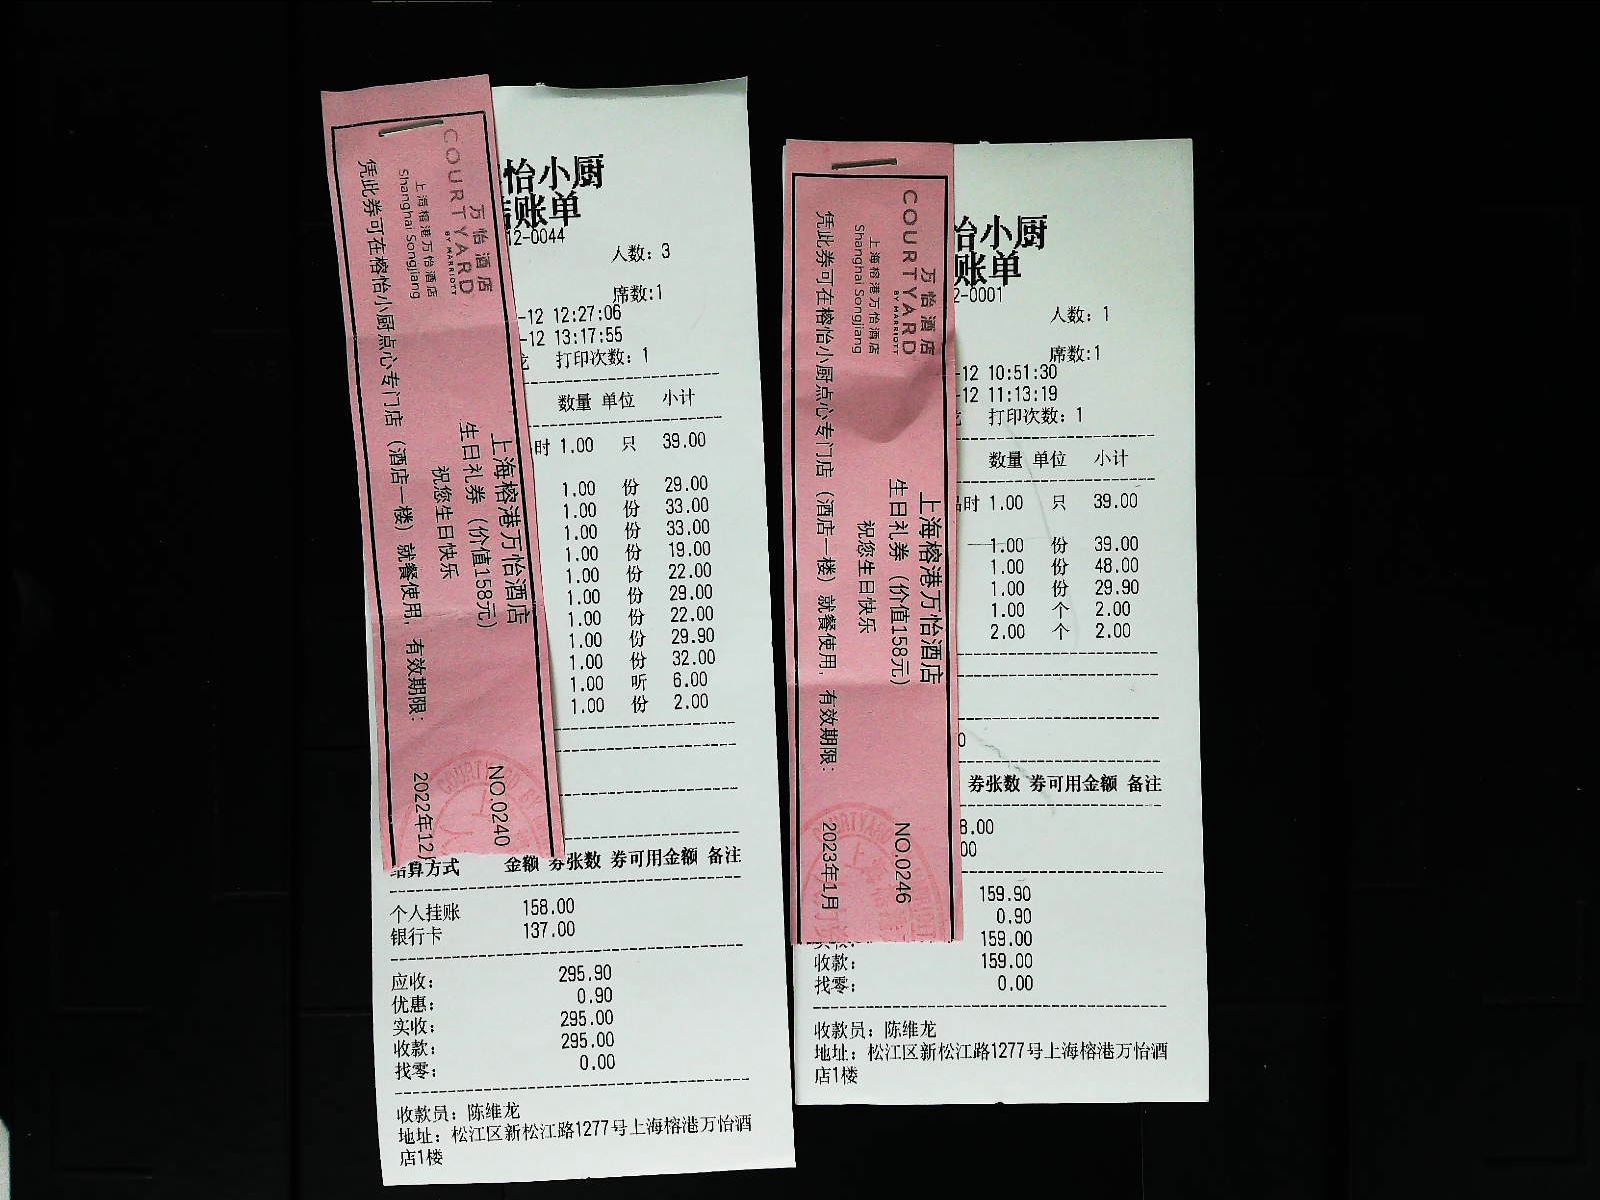 COURTYARD
BY MARRIOTT
万怡酒店
上海榕港万怡酒店
Shanghai Songjiang
上海榕港万怡酒店
生日礼券（价值158元）
祝您生日快乐
凭此券可在榕怡小厨点心专门店（酒店一楼）就餐使用，有效期限：
2022年12
NO.0240
怡小厨
账单
12-0044
人数：3
席数:1
-12 12:27:06
-12 13:17:55
打印次数：1
数量 单位 小计
时 1.00 只 39.00
1.00 份 29.00
1.00 份 33.00
1.00 份 33.00
1.00 份 19.00
1.00 份 22.00
1.00 份 29.00
1.00 份 22.00
1.00 份 29.90
1.00 份 32.00
1.00 听 6.00
1.00 份 2.00
结算方式 金额 券张数 券可用金额 备注
个人挂账 158.00
银行卡 137.00
应收： 295.90
优惠： 0.90
实收： 295.00
收款： 295.00
找零： 0.00
收款员：陈维龙
地址：松江区新松江路1277号上海榕港万怡酒
店1楼
COURTYARD
BY MARRIOTT
万怡酒店
上海榕港万怡酒店
Shanghai Songjiang
上海榕港万怡酒店
生日礼券（价值158元）
祝您生日快乐
凭此券可在榕怡小厨点心专门店（酒店一楼）就餐使用，有效期限：
2023年1月
NO.0246
怡小厨
账单
2-0001
人数：1
席数:1
-12 10:51:30
-12 11:13:19
打印次数：1
数量 单位 小计
品时 1.00 只 39.00
1.00 份 39.00
1.00 份 48.00
1.00 份 29.90
1.00 个 2.00
2.00 个 2.00
0
券张数 券可用金额 备注
8.00
00
159.90
0.90
159.00
收款： 159.00
找零： 0.00
收款员：陈维龙
地址：松江区新松江路1277号上海榕港万怡酒
店1楼